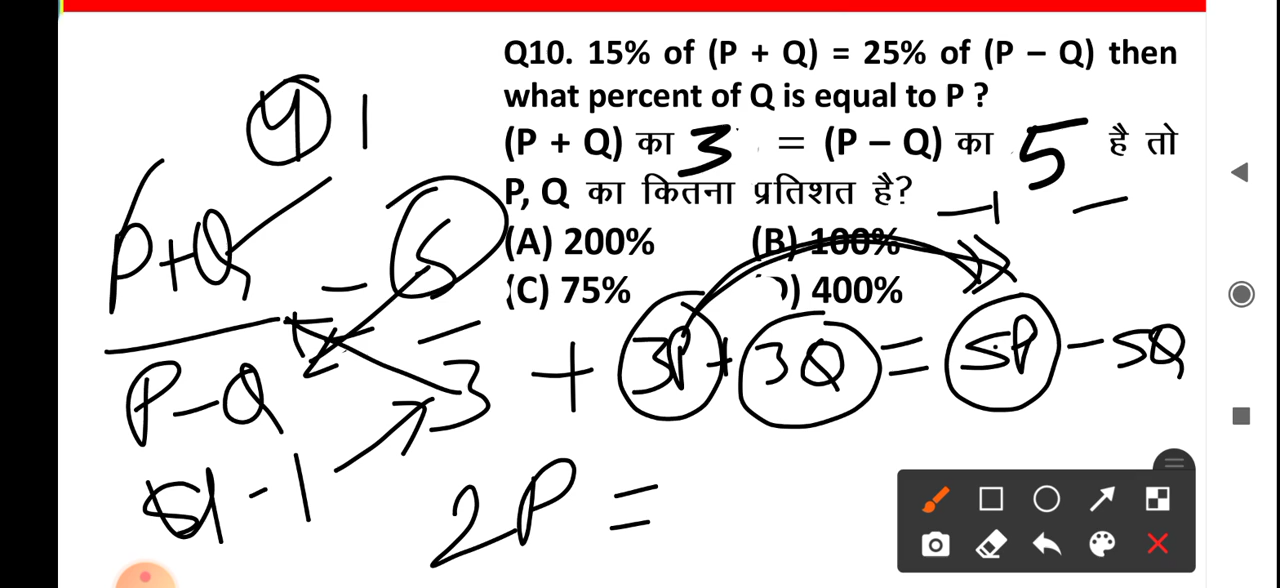 Q10. 15% of (P + Q) = 25% of (P – Q) then
what percent of Q is equal to P ?
(P + Q) का 3 = (P – Q) का 5 है तो
P, Q का कितना प्रतिशत है?
(A) 200% (B) 100%
(C) 75% ) 400%
4 1
P+Q = 5
P-Q 3
4-1
+ 3P + 3Q = 5P - 5Q
2P =